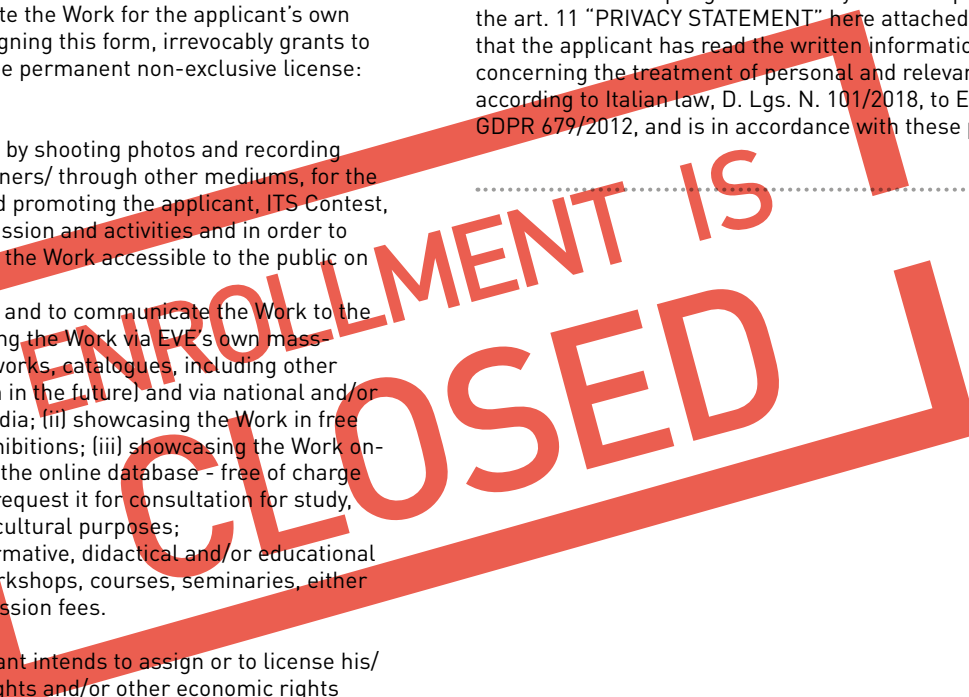 te the Work for the applicant's own
gning this form, irrevocably grants to
e permanent non-exclusive license:
by shooting photos and recording
ners/ through other mediums, for the
d promoting the applicant, ITS Contest,
ssion and activities and in order to
the Work accessible to the public on
and to communicate the Work to the
ng the Work via EVE's own mass-
works, catalogues, including other
n in the future) and via national and/or
dia; (ii) showcasing the Work in free
hibitions; (iii) showcasing the Work on-
the online database - free of charge
request it for consultation for study,
cultural purposes;
rmative, didactical and/or educational
rkshops, courses, seminaries, either
ssion fees.
ant intends to assign or to license his/
ghts and/or other economic rights
the art. 11 “PRIVACY STATEMENT” here attached
that the applicant has read the written informatio
concerning the treatment of personal and relevan
according to Italian law, D. Lgs. N. 101/2018, to E
GDPR 679/2012, and is in accordance with these p
ENROLLMENT IS
CLOSED